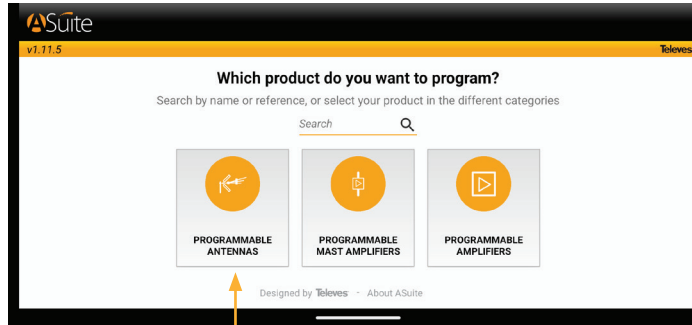 ASuite
v1.11.5 Televes
Which product do you want to program?
Search by name or reference, or select your product in the different categories
Search
PROGRAMMABLE ANTENNAS
PROGRAMMABLE MAST AMPLIFIERS
PROGRAMMABLE AMPLIFIERS
Designed by Televes - About ASuite